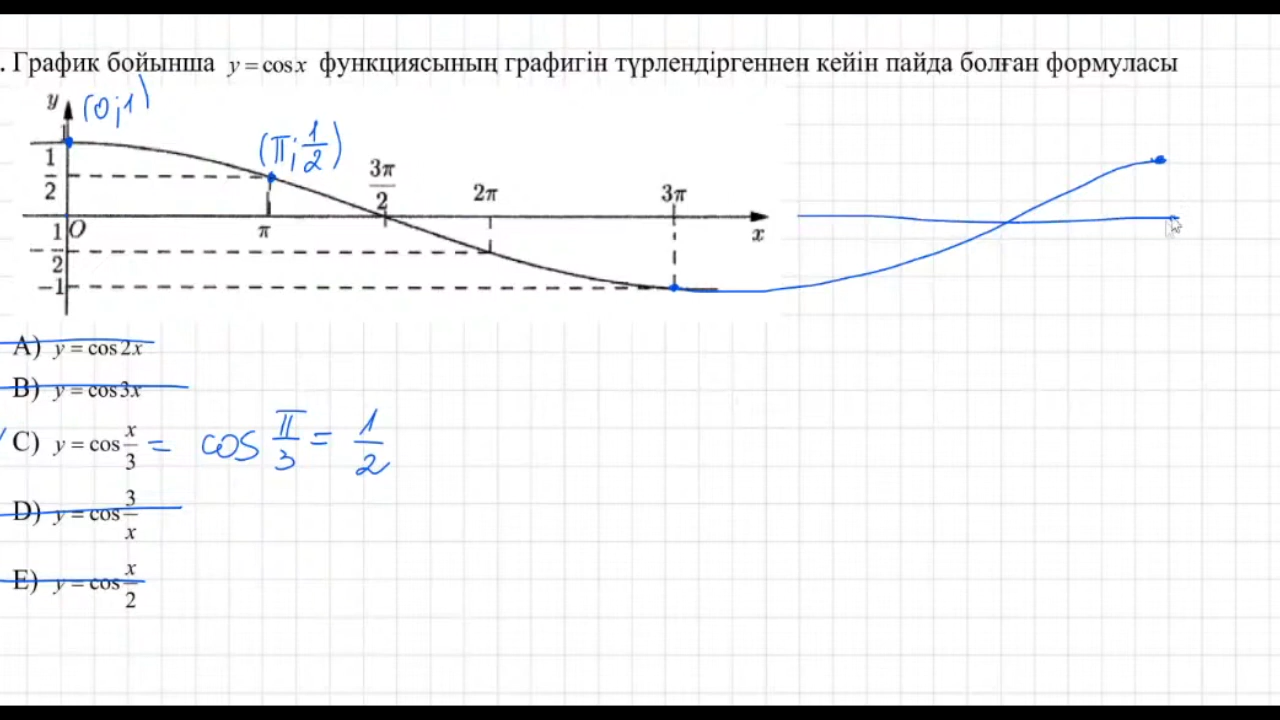 . График бойынша y = cos x функциясының графигін түрлендіргеннен кейін пайда болған формуласы
y (0;1)
1
1/2 (π; 1/2) 3π/2 2π 3π
O π x
-1/2
-1
A) y = cos 2x
B) y = cos 3x
C) y = cos x/3 = cos π/3 = 1/2
D) y = cos 3/x
E) y = cos x/2